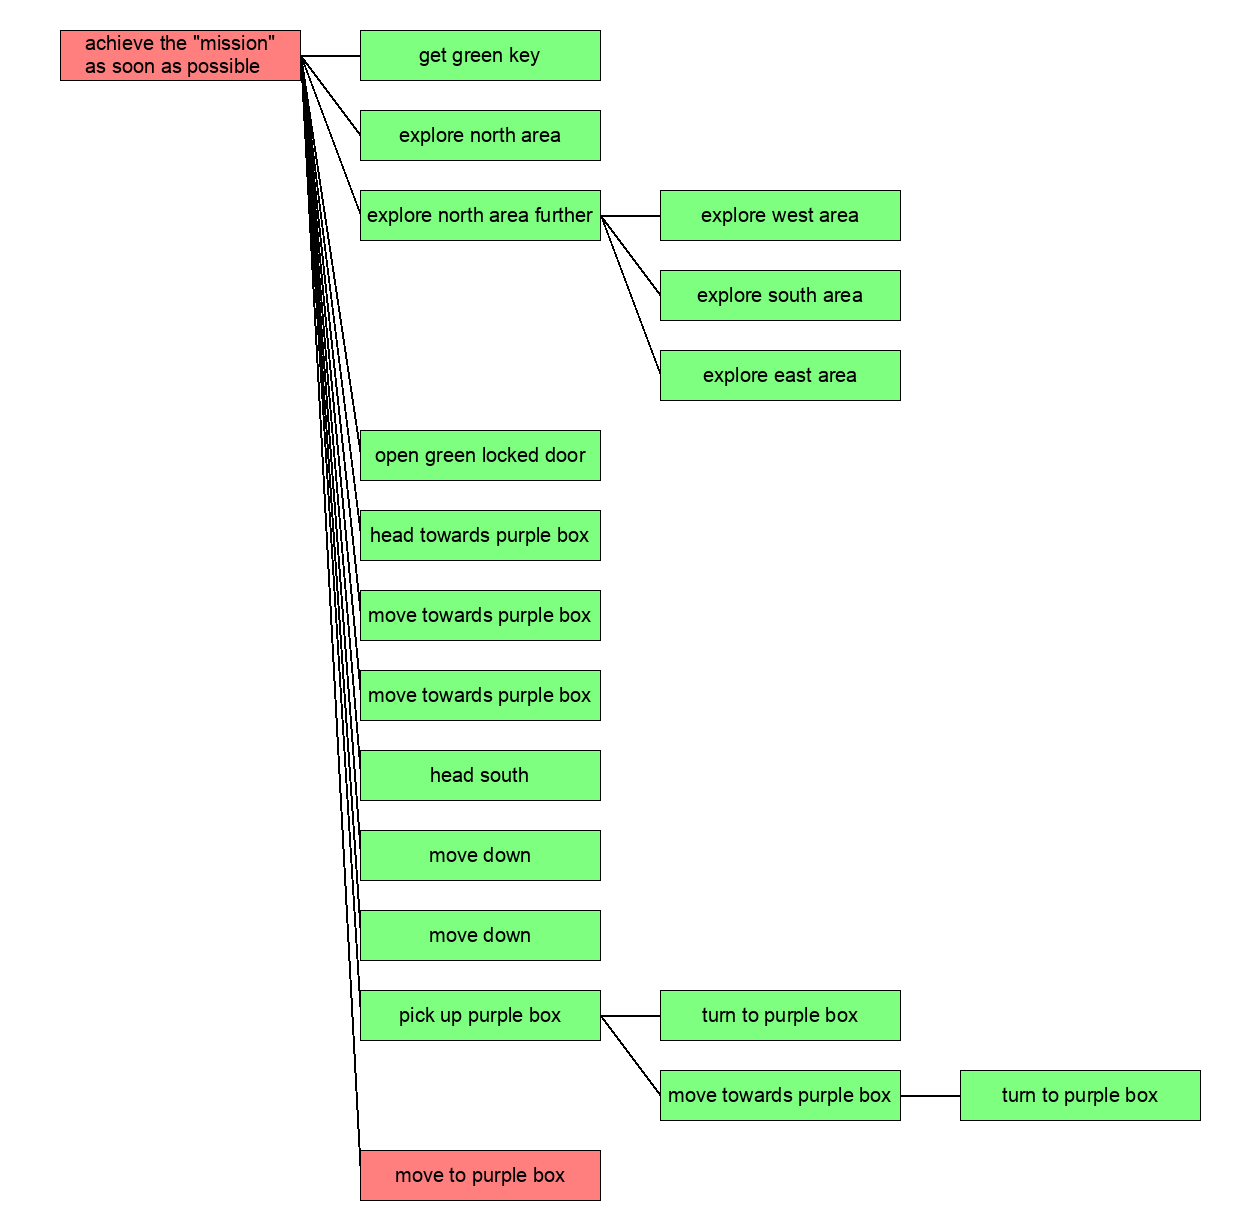 achieve the "mission"
as soon as possible
get green key
explore north area
explore north area further
explore west area
explore south area
explore east area
open green locked door
head towards purple box
move towards purple box
move towards purple box
head south
move down
move down
pick up purple box
turn to purple box
move towards purple box
turn to purple box
move to purple box